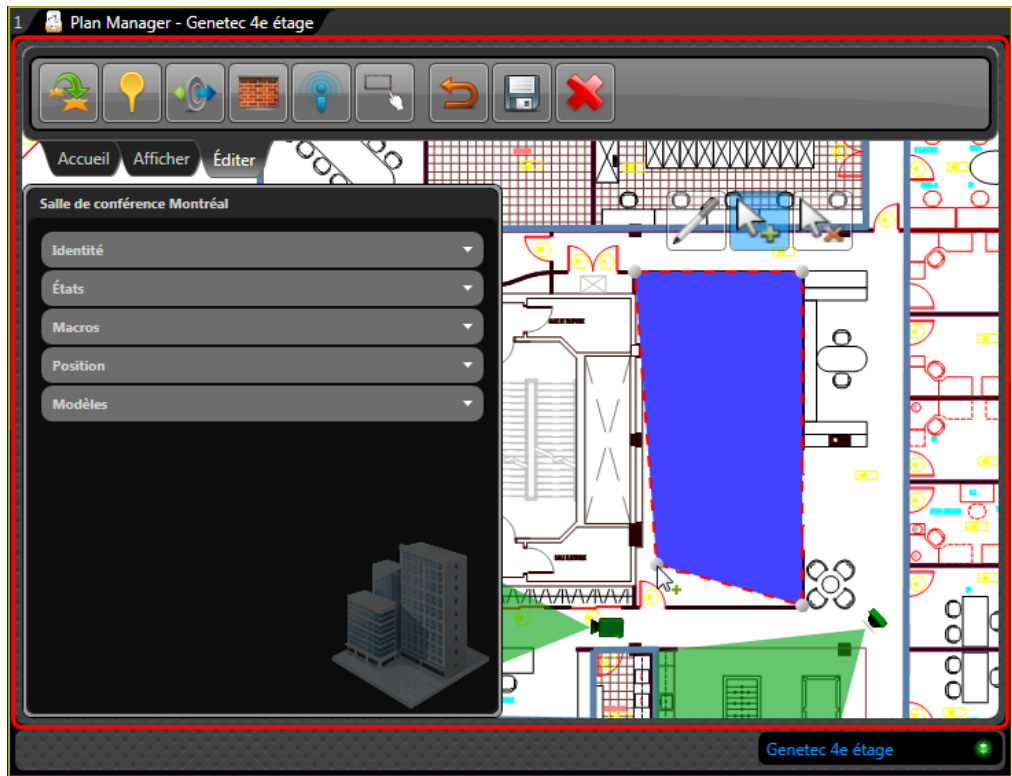 1 Plan Manager - Genetec 4e étage
Accueil Afficher Éditer
Salle de conférence Montréal
Identité
États
Macros
Position
Modèles
Genetec 4e étage